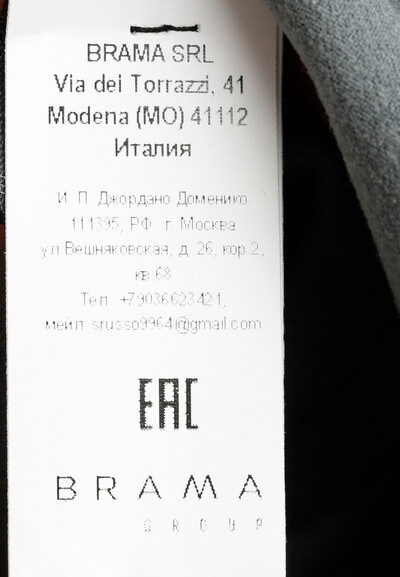 BRAMA SRL
Via dei Torrazzi, 41
Modena (MO) 41112
Италия
И. П. Джордано Доменико
111395, РФ г. Москва
ул.Вешняковская, д. 26, кор.2,
кв.68
Тел. +79036623421,
мейл: srusso9964@gmail.com
EAC
BRAMA
GROUP